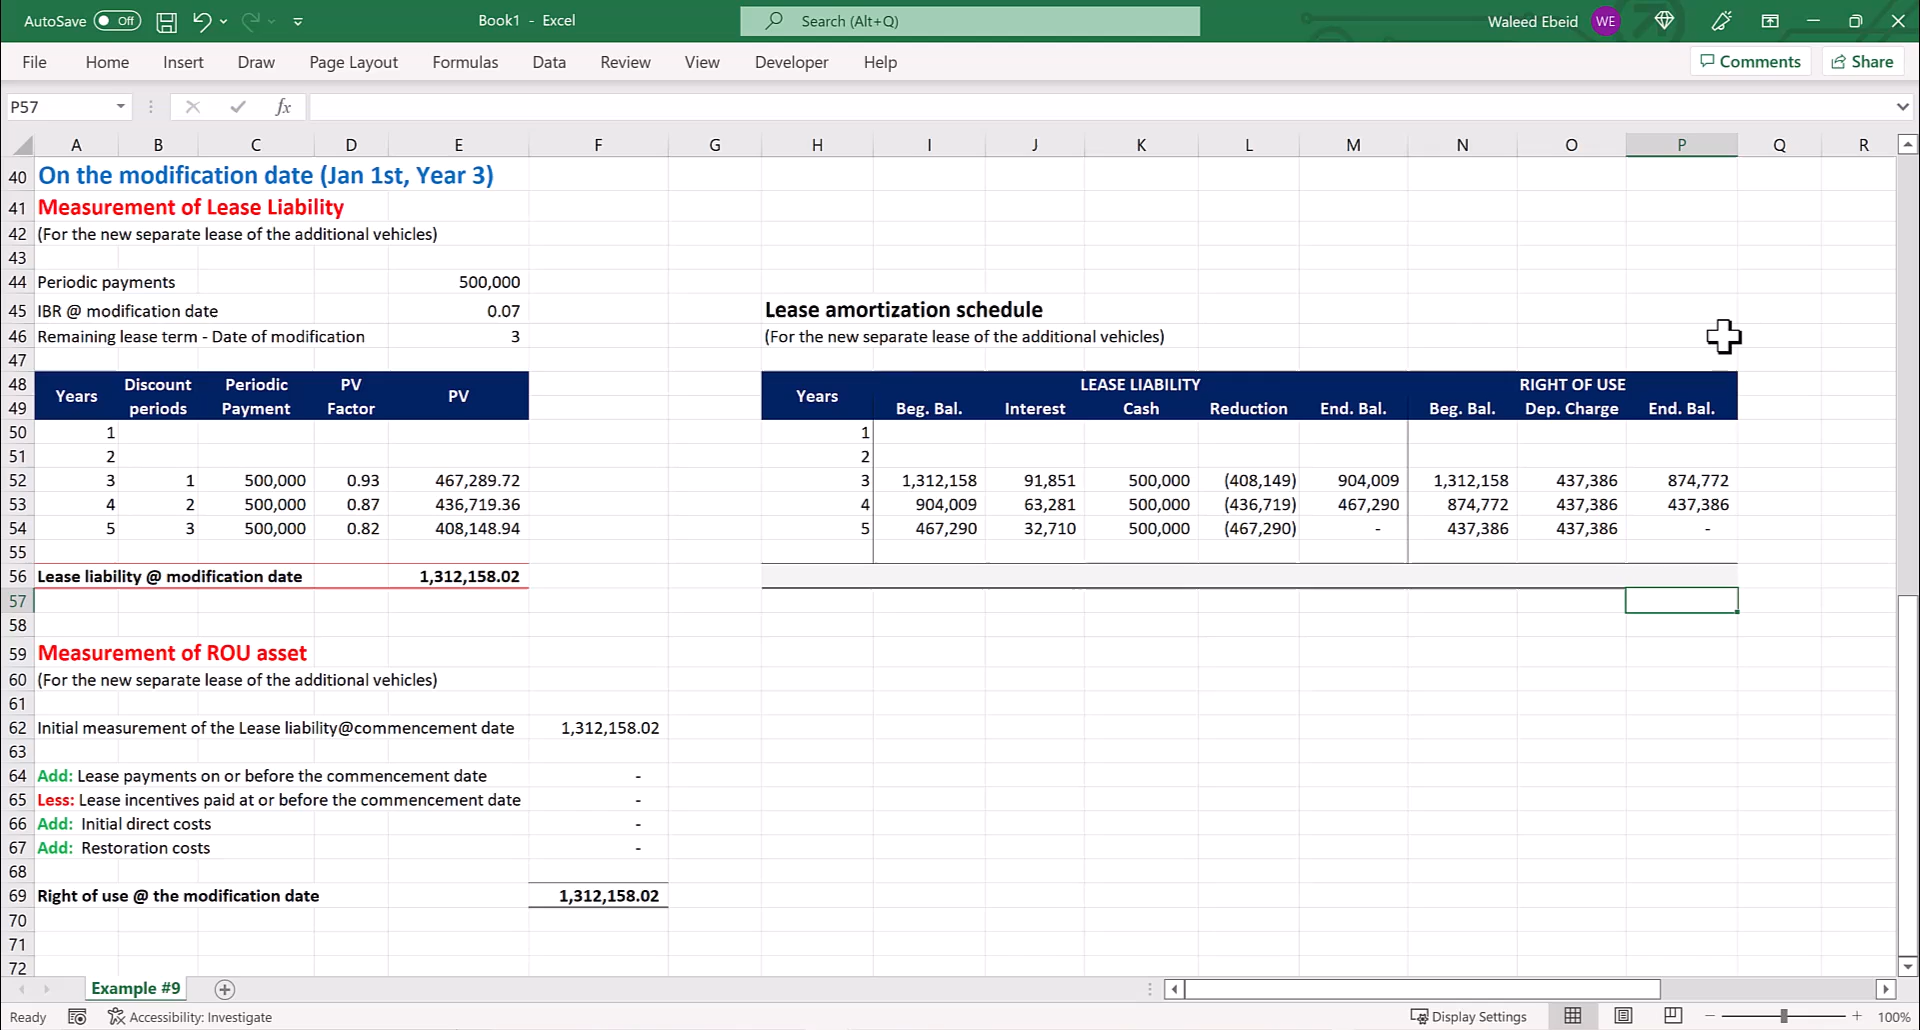 AutoSave Off Book1 - Excel Search (Alt+Q) Waleed Ebeid WE
File Home Insert Draw Page Layout Formulas Data Review View Developer Help Comments Share
P57 fx
A B C D E F G H I J K L M N O P Q R
40 On the modification date (Jan 1st, Year 3)
41 Measurement of Lease Liability
42 (For the new separate lease of the additional vehicles)
43
44 Periodic payments 500,000
45 IBR @ modification date 0.07 Lease amortization schedule
46 Remaining lease term - Date of modification 3 (For the new separate lease of the additional vehicles)
47
48 Years Discount Periodic PV PV Years LEASE LIABILITY RIGHT OF USE
49 periods Payment Factor Beg. Bal. Interest Cash Reduction End. Bal. Beg. Bal. Dep. Charge End. Bal.
50 1 1
51 2 2
52 3 1 500,000 0.93 467,289.72 3 1,312,158 91,851 500,000 (408,149) 904,009 1,312,158 437,386 874,772
53 4 2 500,000 0.87 436,719.36 4 904,009 63,281 500,000 (436,719) 467,290 874,772 437,386 437,386
54 5 3 500,000 0.82 408,148.94 5 467,290 32,710 500,000 (467,290) - 437,386 437,386 -
55
56 Lease liability @ modification date 1,312,158.02
57
58
59 Measurement of ROU asset
60 (For the new separate lease of the additional vehicles)
61
62 Initial measurement of the Lease liability@commencement date 1,312,158.02
63
64 Add: Lease payments on or before the commencement date -
65 Less: Lease incentives paid at or before the commencement date -
66 Add: Initial direct costs -
67 Add: Restoration costs -
68
69 Right of use @ the modification date 1,312,158.02
70
71
72
Example #9
Ready Accessibility: Investigate Display Settings 100%